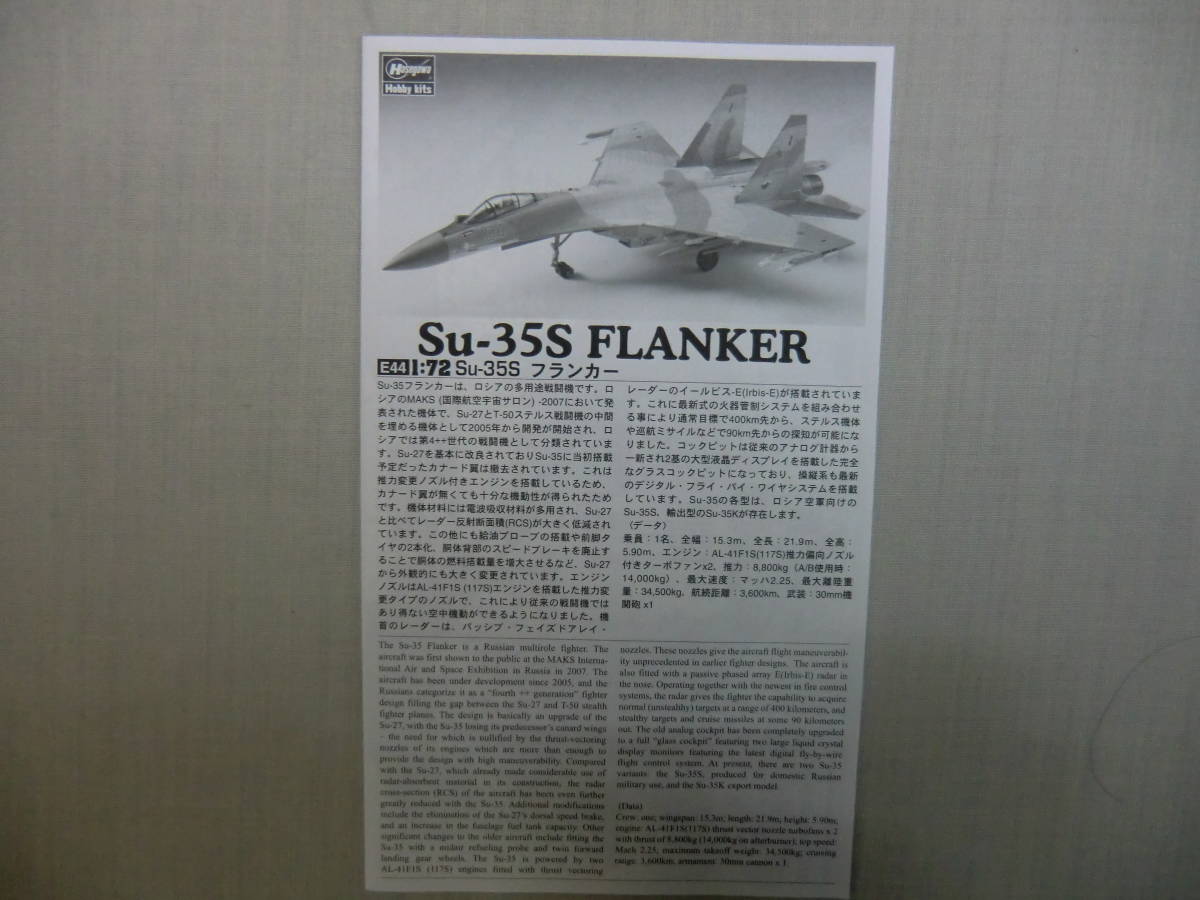 Hasegawa
Hobby kits
Su-35S FLANKER
E44 1:72 Su-35S フランカー
Su-35フランカーは、ロシアの多用途戦闘機です。ロ
シアのMAKS (国際航空宇宙サロン) -2007において発
表された機体で、Su-27とT-50ステルス戦闘機の中間
を埋める機体として2005年から開発が開始され、ロ
シアでは第4++世代の戦闘機として分類されていま
す。Su-27を基本に改良されておりSu-35に当初搭載
予定だったカナード翼は撤去されています。これは
推力変更ノズル付きエンジンを搭載しているため、
カナード翼が無くても十分な機動性が得られたため
です。機体材料には電波吸収材料が多用され、Su-27
と比べてレーダー反射断面積(RCS)が大きく低減され
ています。この他にも給油プローブの搭載や前脚タ
イヤの2本化、胴体背部のスピードブレーキを廃止す
ることで胴体の燃料搭載量を増大させるなど、Su-27
から外観的にも大きく変更されています。エンジン
ノズルはAL-41F1S (117S)エンジンを搭載した推力変
更タイプのノズルで、これにより従来の戦闘機では
あり得ない空中機動ができるようになりました。機
首のレーダーは、パッシブ・フェイズドアレイ・
レーダーのイールビス-E(Irbis-E)が搭載されていま
す。これに最新式の火器管制システムを組み合わせ
る事により通常目標で400km先から、ステルス機体
や巡航ミサイルなどで90km先からの探知が可能にな
りました。コックピットは従来のアナログ計器から
一新され2基の大型液晶ディスプレイを搭載した完全
なグラスコックピットになっており、操縦系も最新
のデジタル・フライ・バイ・ワイヤシステムを搭載
しています。Su-35の各型は、ロシア空軍向けの
Su-35S、輸出型のSu-35Kが存在します。
〈データ〉
乗員：1名、全幅：15.3m、全長：21.9m、全高：
5.90m、エンジン：AL-41F1S(117S)推力偏向ノズル
付きターボファンx2、推力：8,800kg（A/B使用時：
14,000kg）、最大速度：マッハ2.25、最大離陸重
量：34,500kg、航続距離：3,600km、武装：30mm機
関砲 x1
The Su-35 Flanker is a Russian multirole fighter. The
aircraft was first shown to the public at the MAKS Interna-
tional Air and Space Exhibition in Russia in 2007. The
aircraft has been under development since 2005, and the
Russians categorize it as a “fourth ++ generation” fighter
design filling the gap between the Su-27 and T-50 stealth
fighter planes. The design is basically an upgrade of the
Su-27, with the Su-35 losing its predecessor’s canard wings
– the need for which is nullified by the thrust-vectoring
nozzles of its engines which are more than enough to
provide the design with high maneuverability. Compared
with the Su-27, which already made considerable use of
radar-absorbent material in its construction, the radar
cross-section (RCS) of the aircraft has been even further
greatly reduced with the Su-35. Additional modifications
include the elimination of the Su-27’s dorsal speed brake,
and an increase in the fuselage fuel tank capacity. Other
significant changes to the older aircraft include fitting the
Su-35 with a midair refueling probe and twin forward
landing gear wheels. The Su-35 is powered by two
AL-41F1S (117S) engines fitted with thrust vectoring
nozzles. These nozzles give the aircraft flight maneuverabil-
ity unprecedented in earlier fighter designs. The aircraft is
also fitted with a passive phased array E(Irbis-E) radar in
the nose. Operating together with the newest in fire control
systems, the radar gives the fighter the capability to acquire
normal (unstealthy) targets at a range of 400 kilometers, and
stealthy targets and cruise missiles at some 90 kilometers
out. The old analog cockpit has been completely upgraded
to a full “glass cockpit” featuring two large liquid crystal
display monitors featuring the latest digital fly-by-wire
flight control system. At present, there are two Su-35
variants: the Su-35S, produced for domestic Russian
military use, and the Su-35K export model.
(Data)
Crew: one; wingspan: 15.3m; length: 21.9m; height: 5.90m;
engine: AL-41F1S(117S) thrust vector nozzle turbofans x 2
with thrust of 8,800kg (14,000kg on afterburner); top speed:
Mach 2.25; maximum takeoff weight: 34,500kg; cruising
range: 3,600km; armament: 30mm cannon x 1